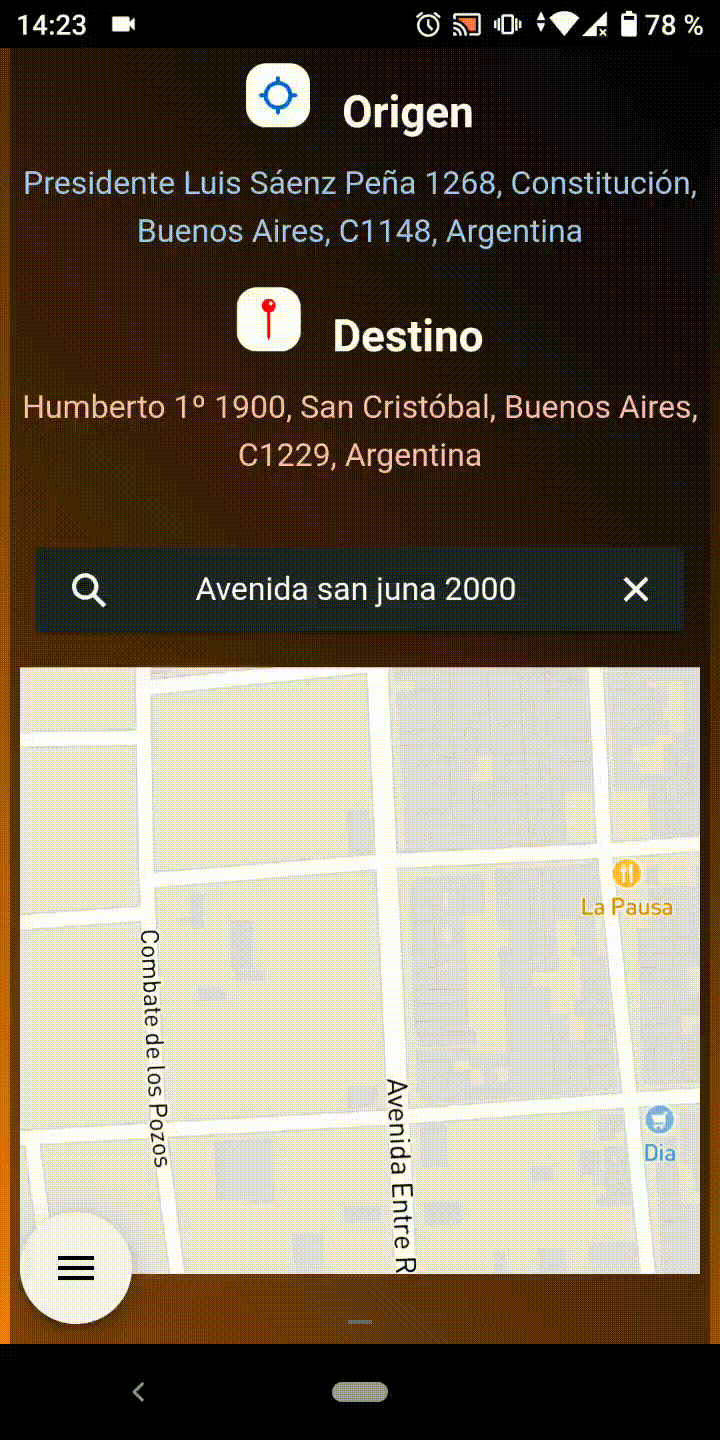 14:23
78 %
Origen
Presidente Luis Sáenz Peña 1268, Constitución,
Buenos Aires, C1148, Argentina
Destino
Humberto 1º 1900, San Cristóbal, Buenos Aires,
C1229, Argentina
Avenida san juna 2000
La Pausa
Combate de los Pozos
Avenida Entre R
Dia